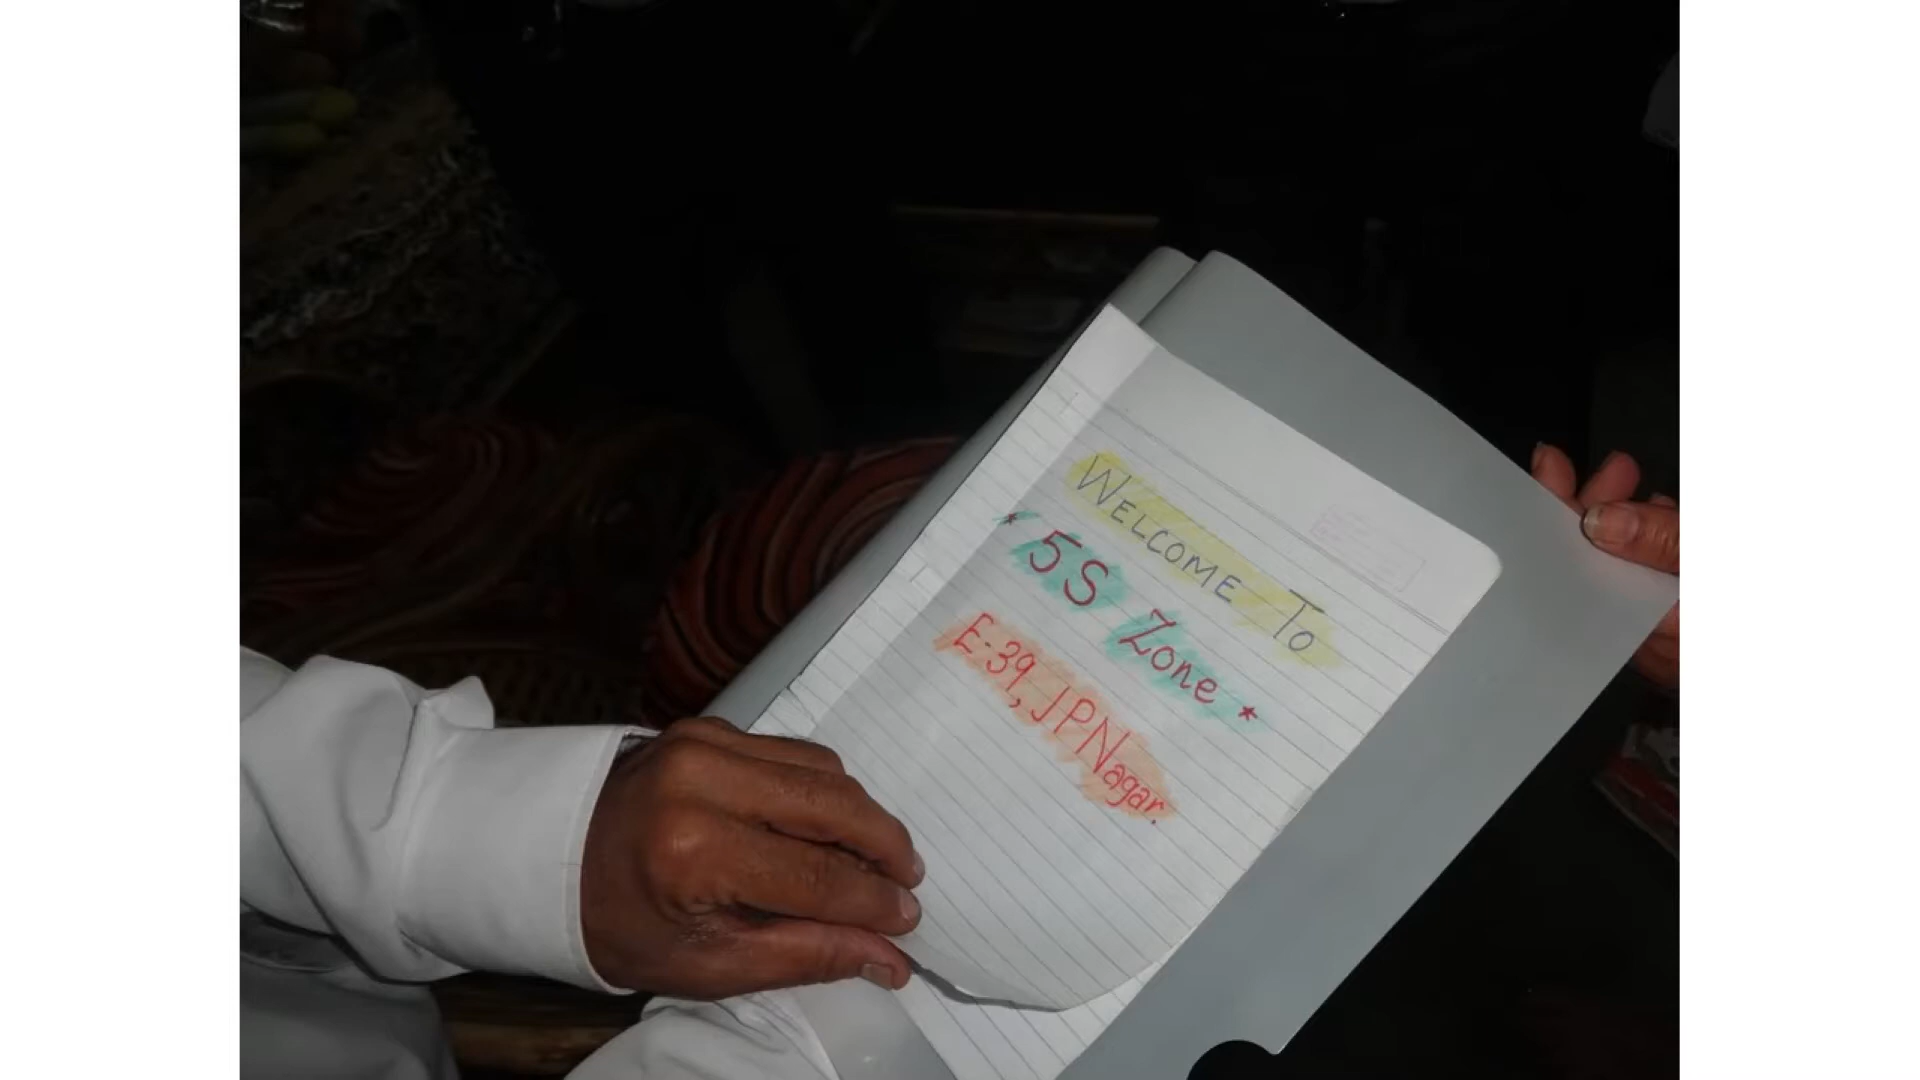 WELCOME To
* 5S Zone *
E-39, JPNagar.